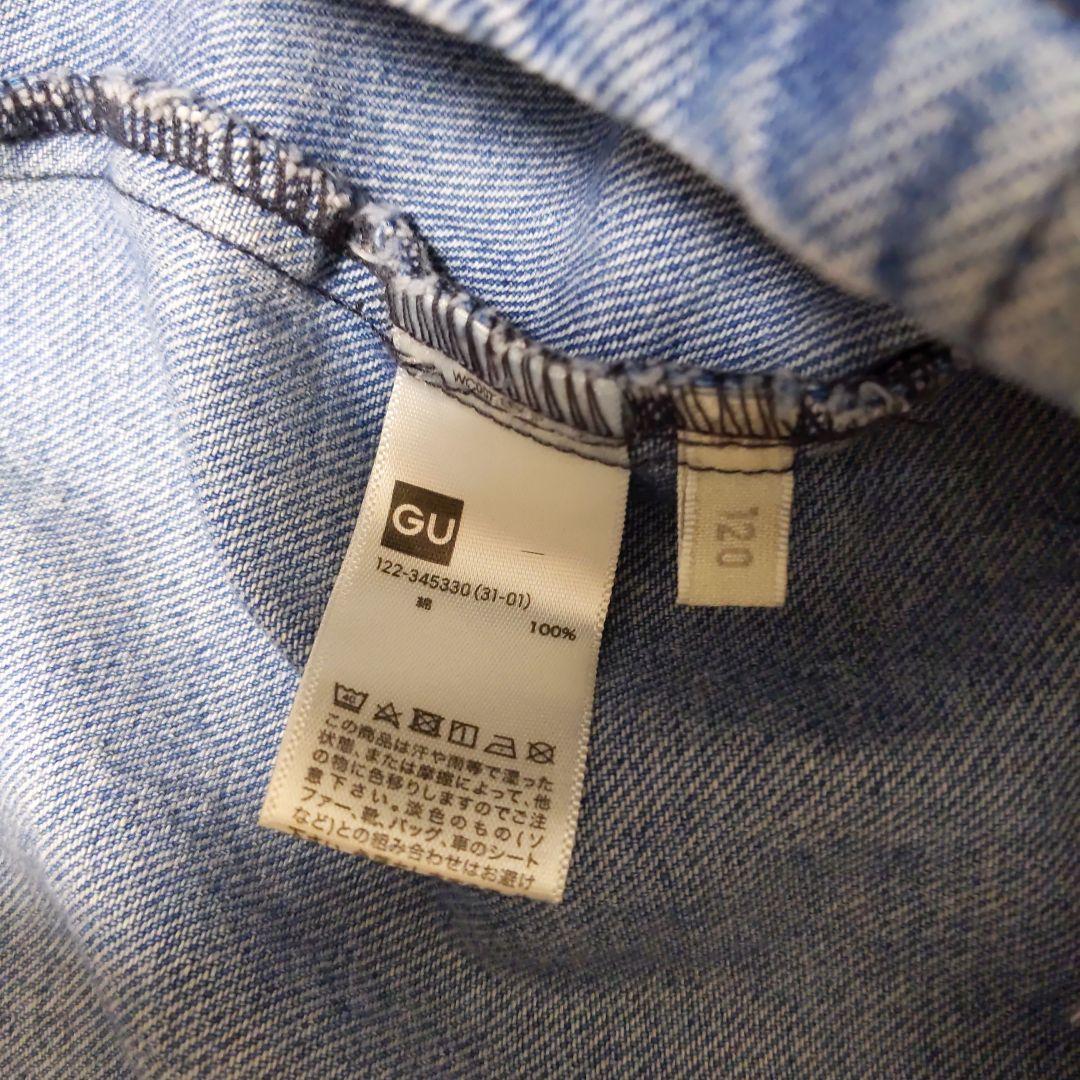 GU
122-345330(31-01)
綿
100%
40
この商品は汗や雨等で湿った
状態、または摩擦によって、他
の物に色移りしますのでご注
意下さい。淡色のもの(ソ
ファー、靴、バッグ、車のシート
など)との組み合わせはお避け
120